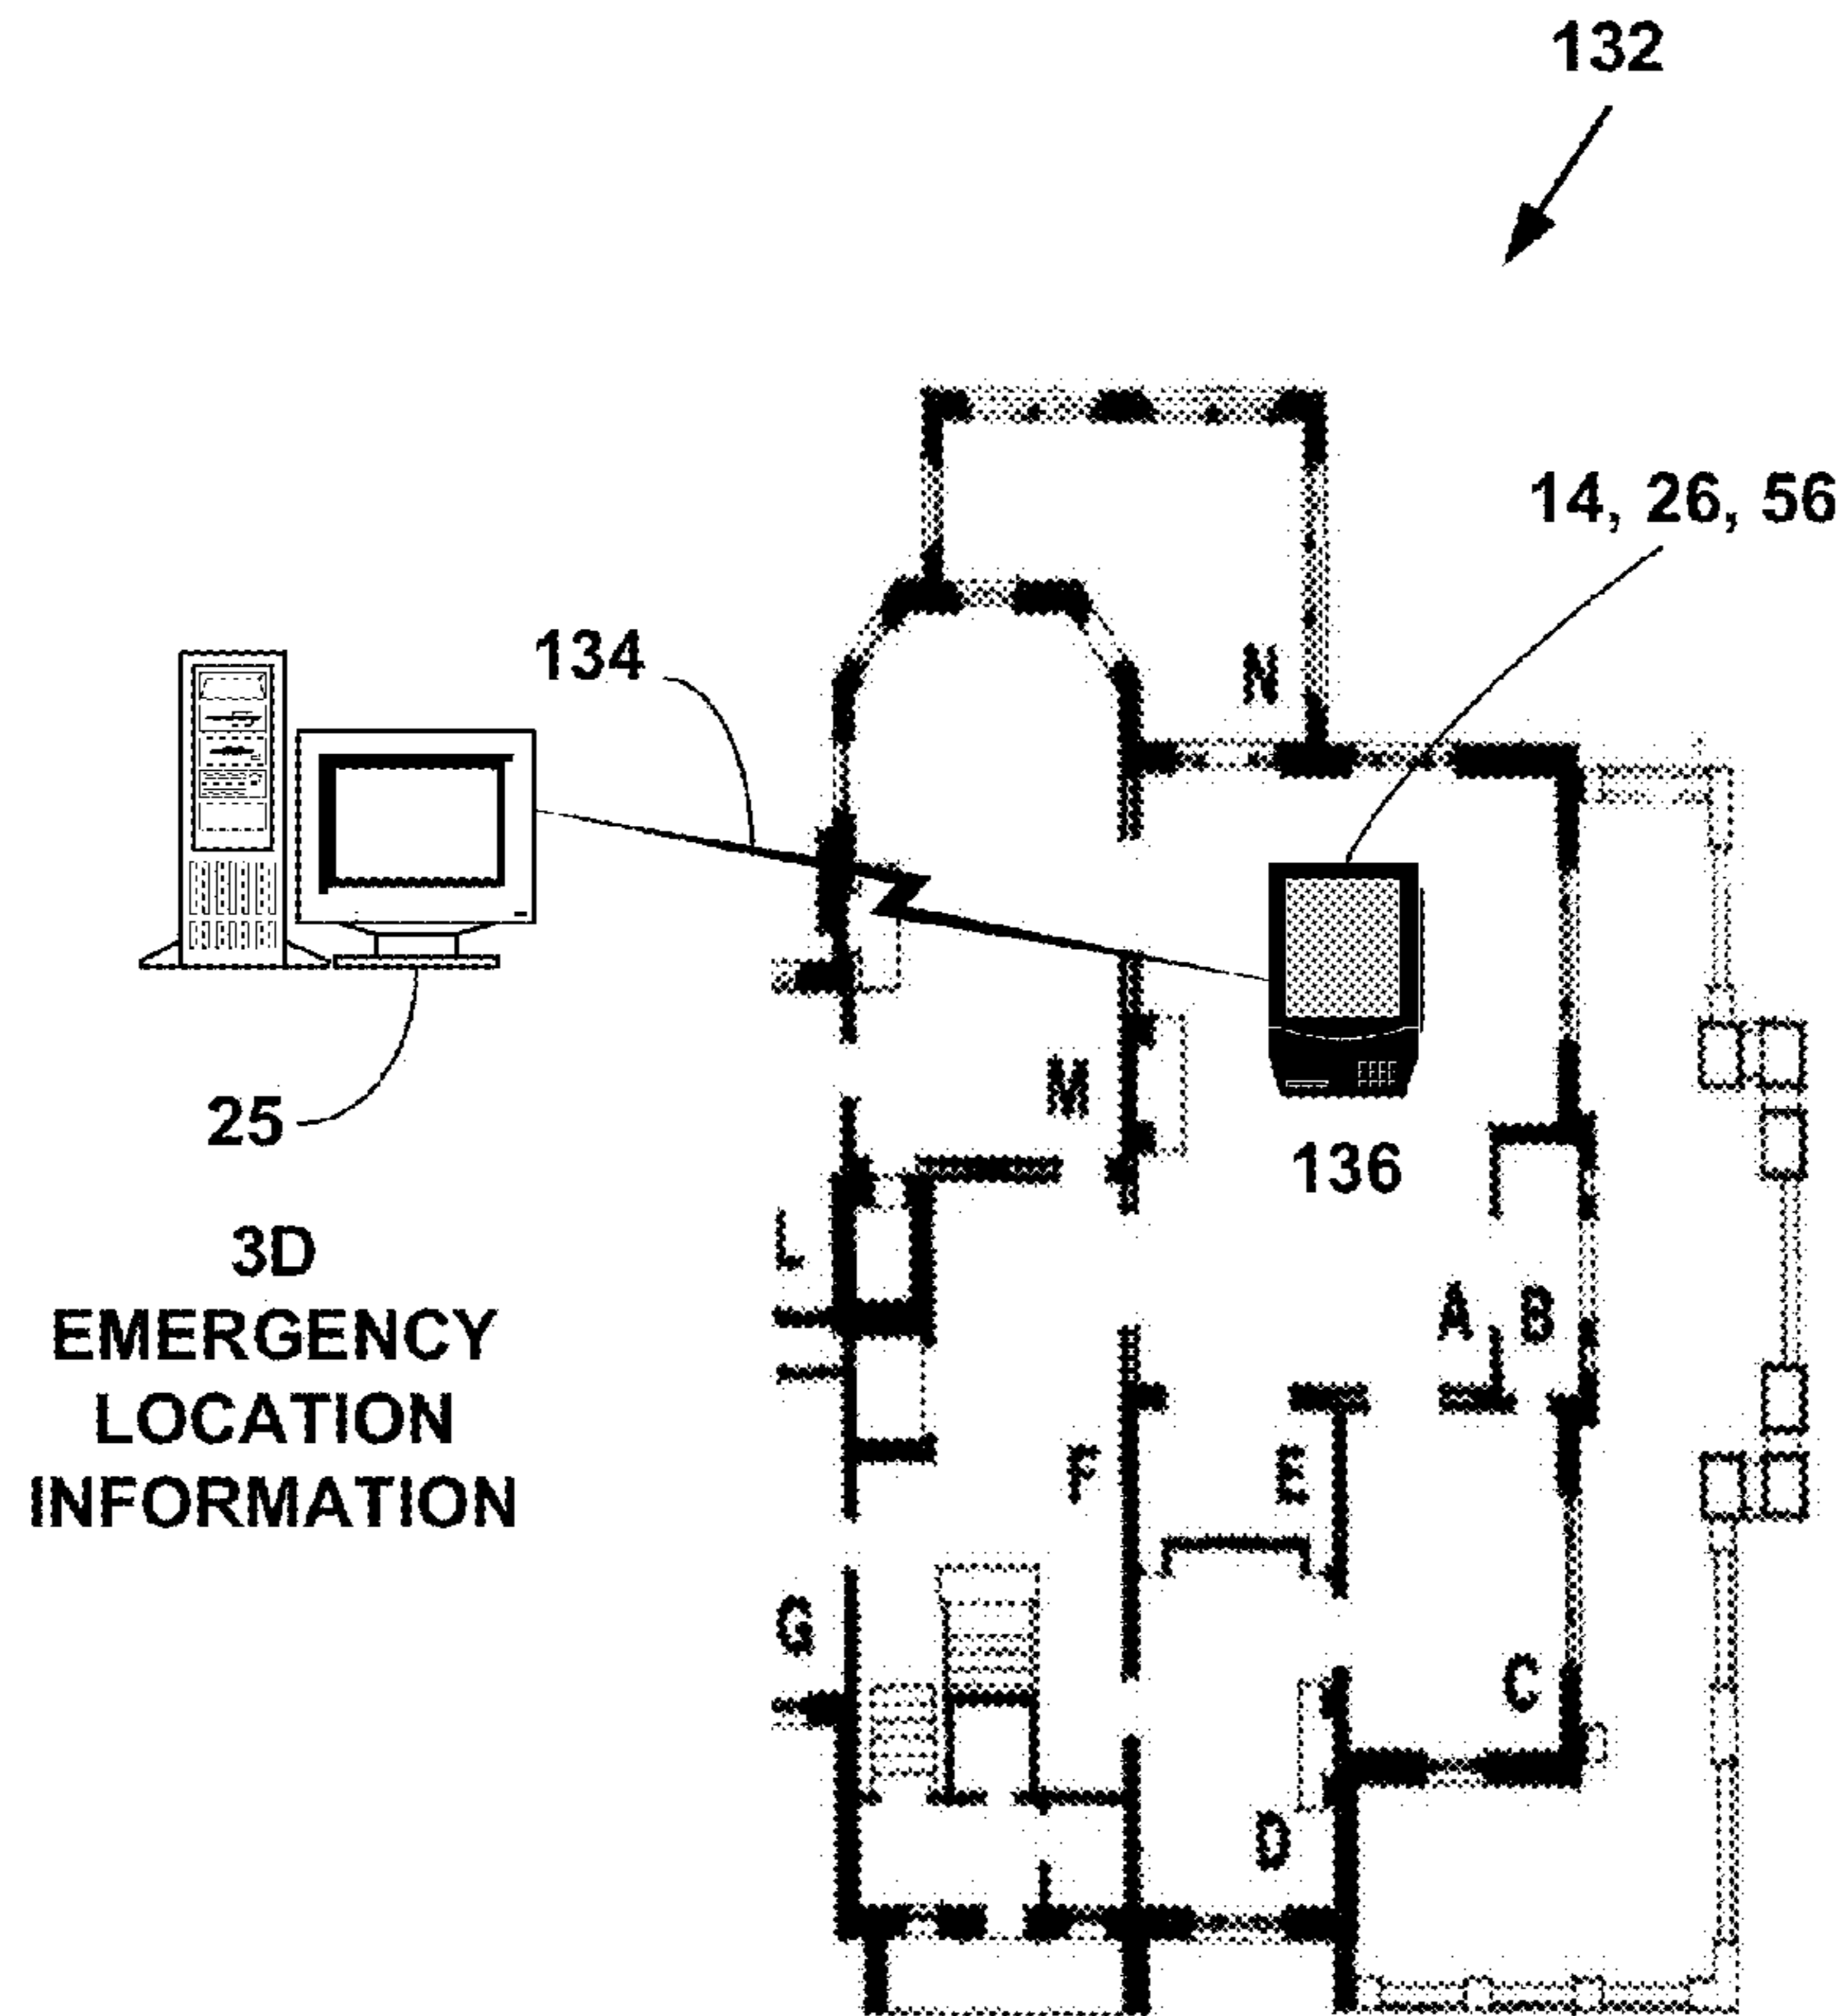 132
14, 26, 56
134
N
25
M
136
3D
EMERGENCY
LOCATION
INFORMATION
L
A B
F
E
G
C
D